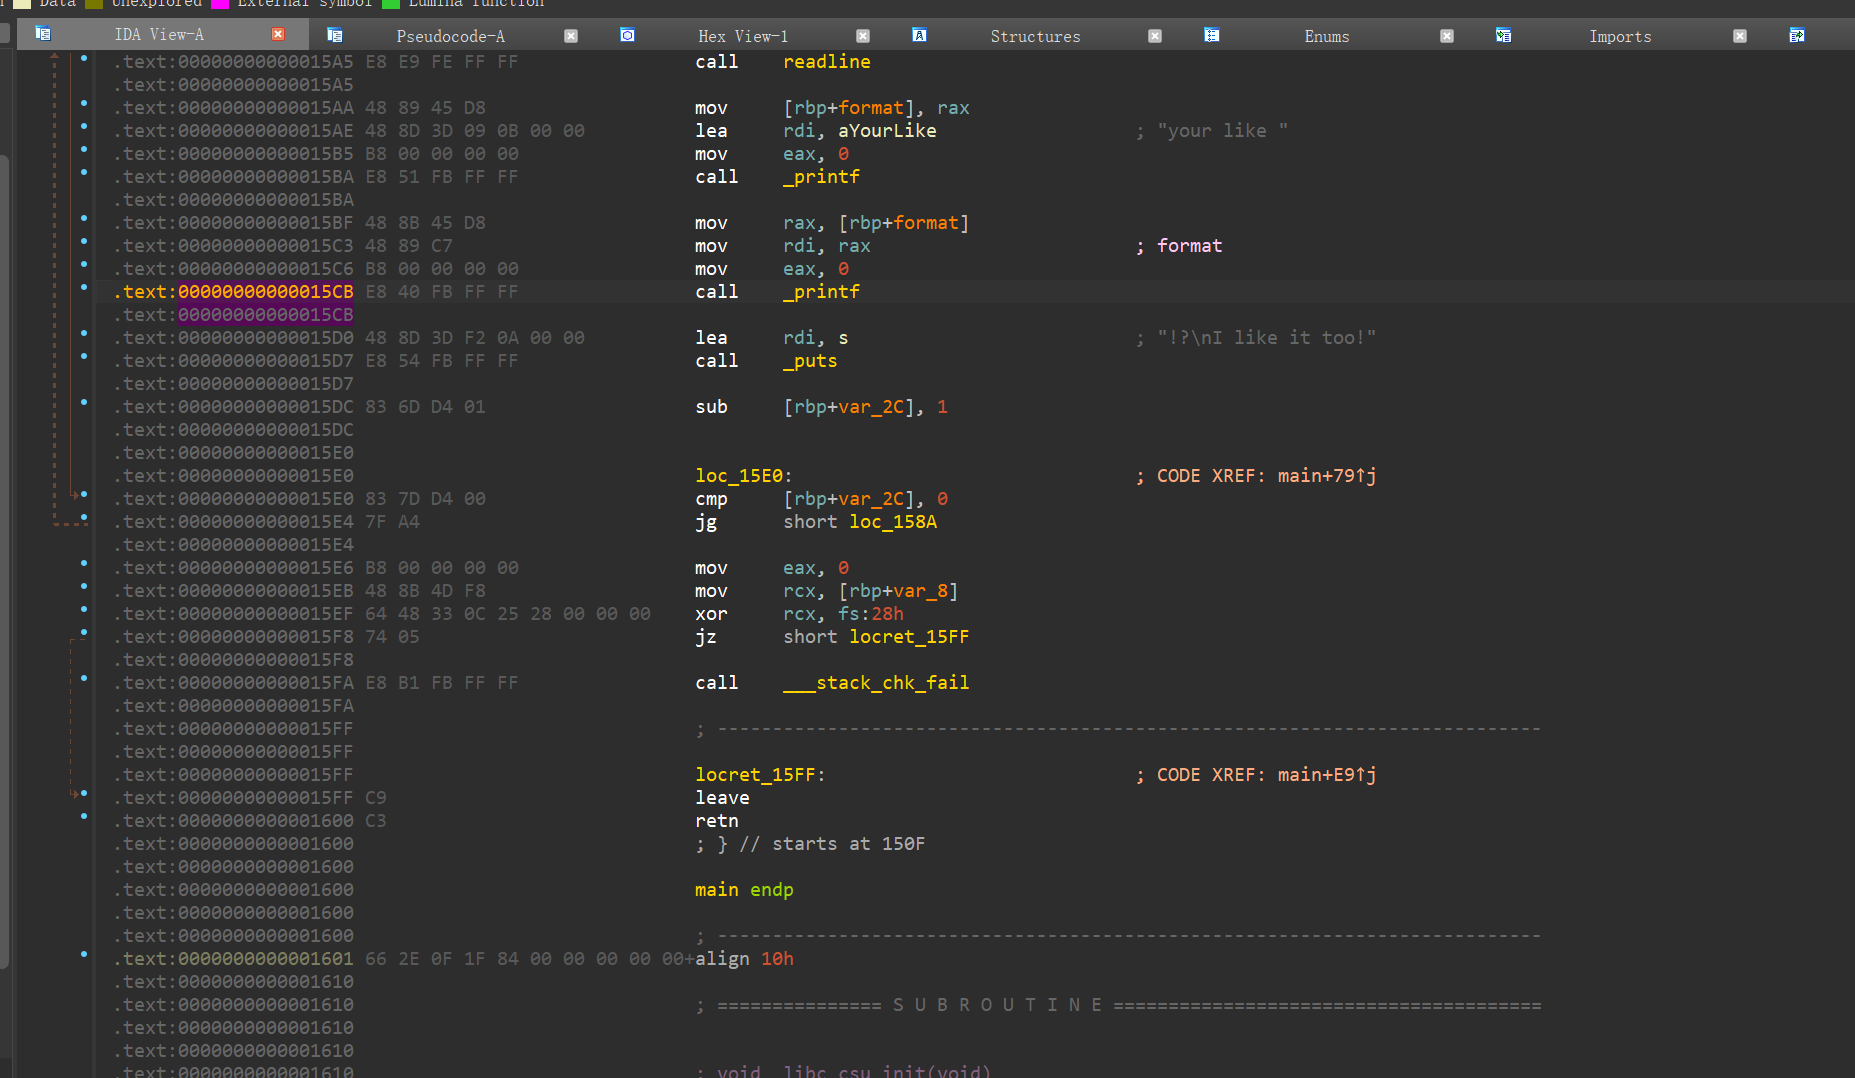 Data Unexplored External symbol Lumina function
IDA View-A Pseudocode-A Hex View-1 Structures Enums Imports
.text:00000000000015A5 E8 E9 FE FF FF call readline
.text:00000000000015A5
.text:00000000000015AA 48 89 45 D8 mov [rbp+format], rax
.text:00000000000015AE 48 8D 3D 09 0B 00 00 lea rdi, aYourLike ; "your like "
.text:00000000000015B5 B8 00 00 00 00 mov eax, 0
.text:00000000000015BA E8 51 FB FF FF call _printf
.text:00000000000015BA
.text:00000000000015BF 48 8B 45 D8 mov rax, [rbp+format]
.text:00000000000015C3 48 89 C7 mov rdi, rax ; format
.text:00000000000015C6 B8 00 00 00 00 mov eax, 0
.text:00000000000015CB E8 40 FB FF FF call _printf
.text:00000000000015CB
.text:00000000000015D0 48 8D 3D F2 0A 00 00 lea rdi, s ; "!?\nI like it too!"
.text:00000000000015D7 E8 54 FB FF FF call _puts
.text:00000000000015D7
.text:00000000000015DC 83 6D D4 01 sub [rbp+var_2C], 1
.text:00000000000015DC
.text:00000000000015E0
.text:00000000000015E0 loc_15E0: ; CODE XREF: main+79↑j
.text:00000000000015E0 83 7D D4 00 cmp [rbp+var_2C], 0
.text:00000000000015E4 7F A4 jg short loc_158A
.text:00000000000015E4
.text:00000000000015E6 B8 00 00 00 00 mov eax, 0
.text:00000000000015EB 48 8B 4D F8 mov rcx, [rbp+var_8]
.text:00000000000015EF 64 48 33 0C 25 28 00 00 00 xor rcx, fs:28h
.text:00000000000015F8 74 05 jz short locret_15FF
.text:00000000000015F8
.text:00000000000015FA E8 B1 FB FF FF call ___stack_chk_fail
.text:00000000000015FA
.text:00000000000015FF ; ---------------------------------------------------------------------------
.text:00000000000015FF
.text:00000000000015FF locret_15FF: ; CODE XREF: main+E9↑j
.text:00000000000015FF C9 leave
.text:0000000000001600 C3 retn
.text:0000000000001600 ; } // starts at 150F
.text:0000000000001600
.text:0000000000001600 main endp
.text:0000000000001600
.text:0000000000001600 ; ---------------------------------------------------------------------------
.text:0000000000001601 66 2E 0F 1F 84 00 00 00 00 00+align 10h
.text:0000000000001610
.text:0000000000001610 ; =============== S U B R O U T I N E =======================================
.text:0000000000001610
.text:0000000000001610
.text:0000000000001610 ; void _libc_csu_init(void)